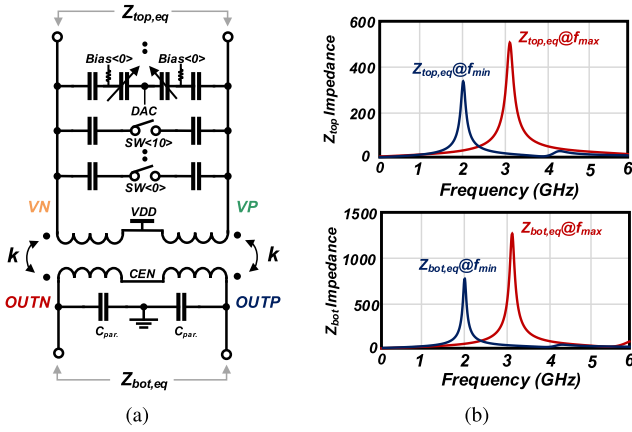 Z_top,eq
Bias<0> Bias<0>
DAC
SW<10>
SW<0>
VN VDD VP
k k
CEN
OUTN OUTP
C_par. C_par.
Z_bot,eq
(a)
Z_top Impedance
600
400
200
0
Z_top,eq@f_max
Z_top,eq@f_min
0 1 2 3 4 5 6
Frequency (GHz)
Z_bot Impedance
1500
1000
500
0
Z_bot,eq@f_max
Z_bot,eq@f_min
0 1 2 3 4 5 6
Frequency (GHz)
(b)